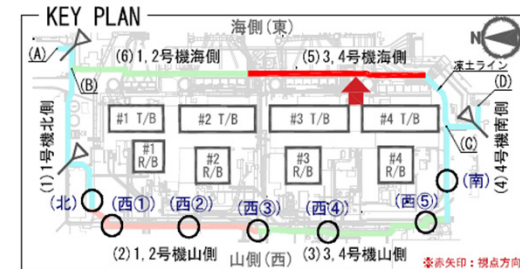 KEY PLAN
海側(東)
N
(A)
(6)1,2号機海側
(5)3,4号機海側
凍土ライン
(B)
(D)
#1 T/B
#2 T/B
#3 T/B
#4 T/B
(C)
(1)1号機北側
#1
R/B
#2
R/B
#3
R/B
#4
R/B
(4)4号機南側
(南)
(北)
(西①)
(西②)
(西③)
(西④)
(西⑤)
(2)1,2号機山側
(3)3,4号機山側
山側(西)
※赤矢印：視点方向